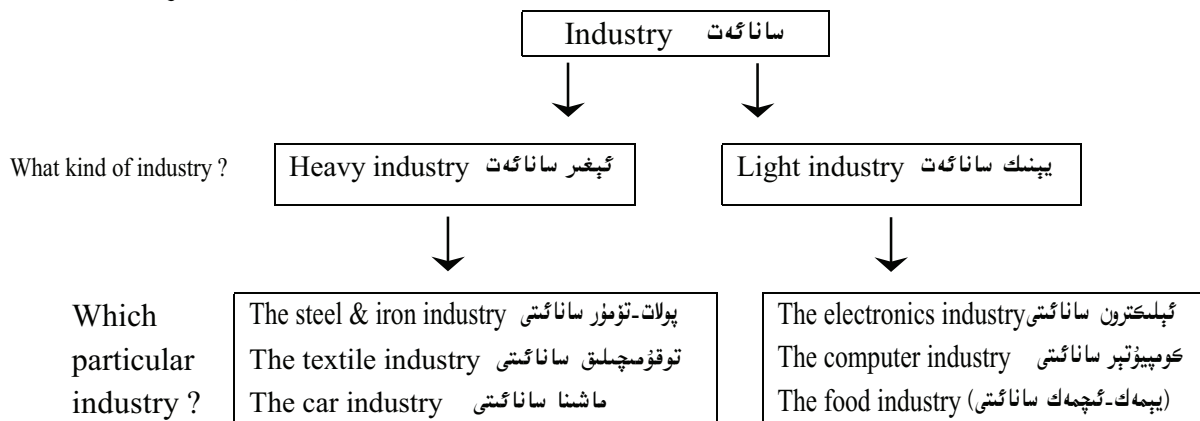 Industry سانائەت
What kind of industry ?
Heavy industry ئېغىر سانائەت
Light industry يېنىك سانائەت
Which particular industry ?
The steel & iron industry پولات-تۆمۈر سانائىتى
The textile industry توقۇمىچىلىق سانائىتى
The car industry ماشىنا سانائىتى
The electronics industry ئېلىكترون سانائىتى
The computer industry كومپيۇتېر سانائىتى
The food industry (يېمەك-ئىچمەك سانائىتى)